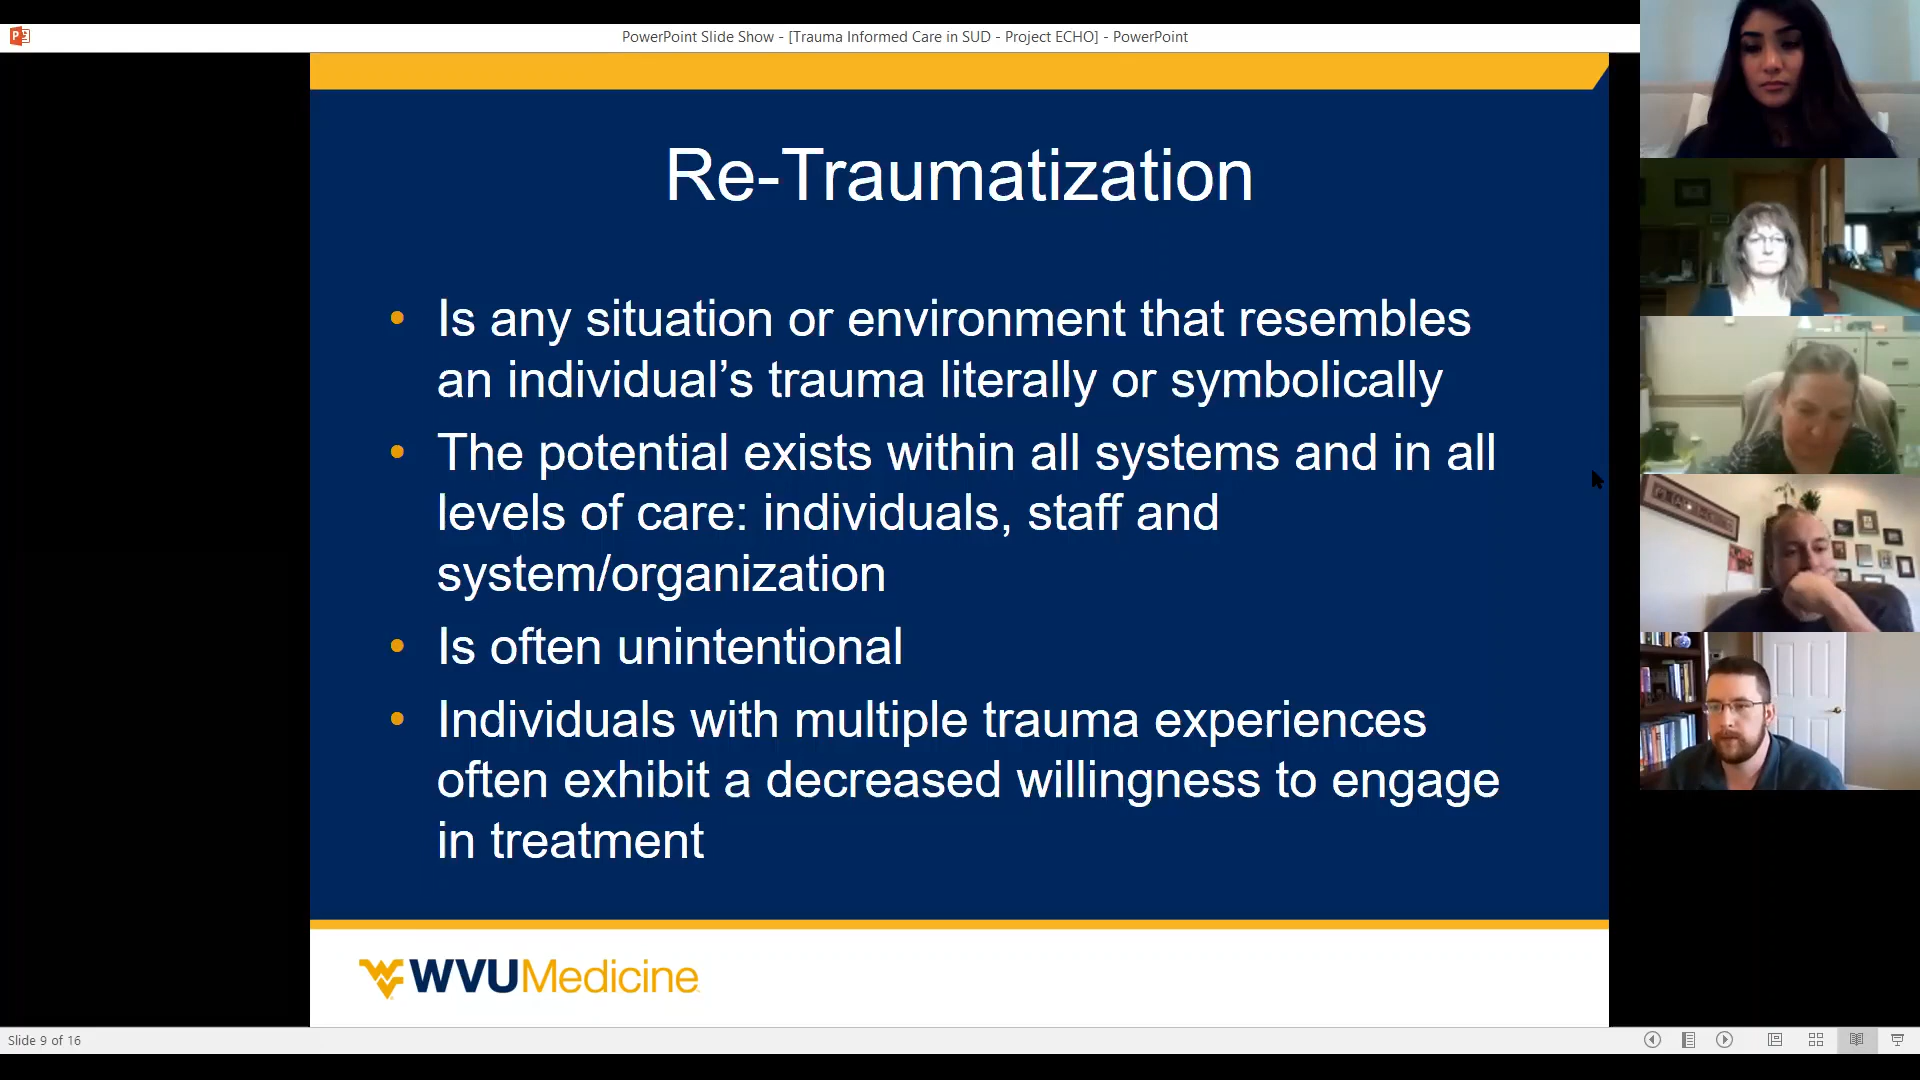 PowerPoint Slide Show - [Trauma Informed Care in SUD - Project ECHO] - PowerPoint
Re-Traumatization
• Is any situation or environment that resembles
an individual’s trauma literally or symbolically
• The potential exists within all systems and in all
levels of care: individuals, staff and
system/organization
• Is often unintentional
• Individuals with multiple trauma experiences
often exhibit a decreased willingness to engage
in treatment
WVUMedicine
Slide 9 of 16